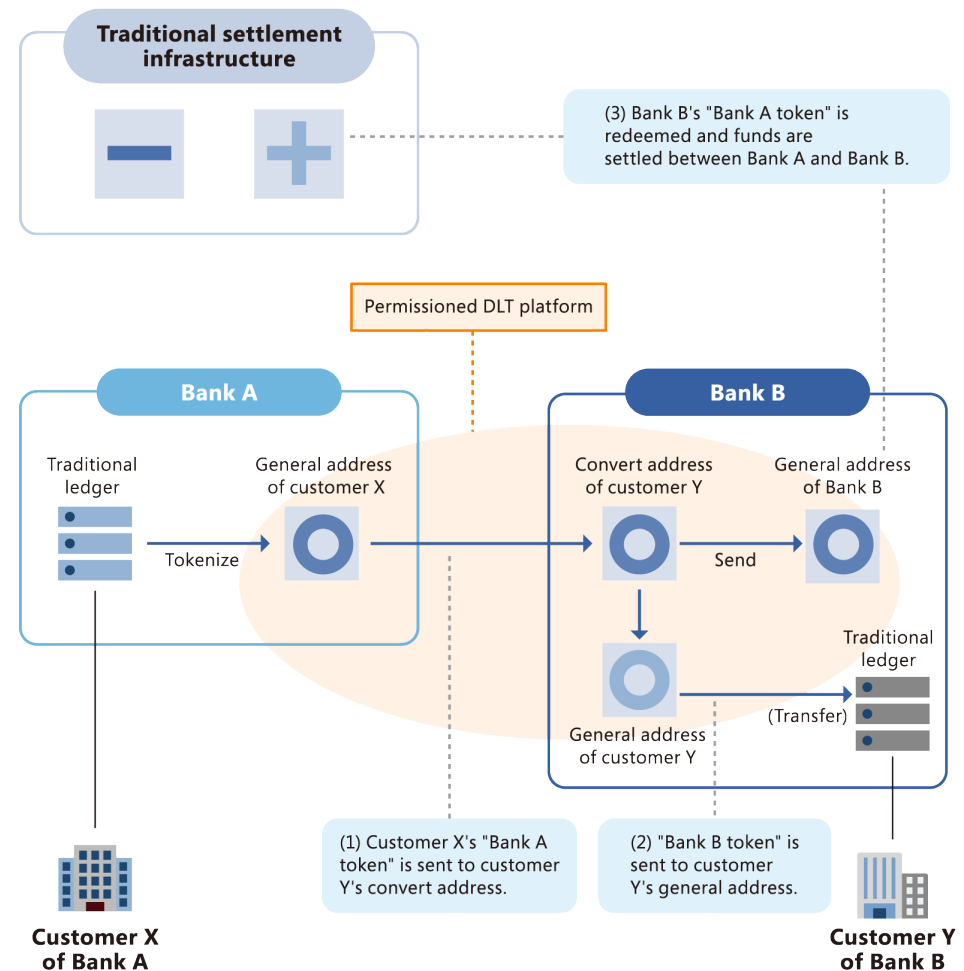 Traditional settlement
infrastructure
(3) Bank B's "Bank A token" is
redeemed and funds are
settled between Bank A and Bank B.
Permissioned DLT platform
Bank A
Bank B
Traditional
ledger
General address
of customer X
Convert address
of customer Y
General address
of Bank B
Tokenize
Send
Traditional
ledger
(Transfer)
General address
of customer Y
(1) Customer X's "Bank A
token" is sent to customer
Y's convert address.
(2) "Bank B token" is
sent to customer
Y's general address.
Customer X
of Bank A
Customer Y
of Bank B